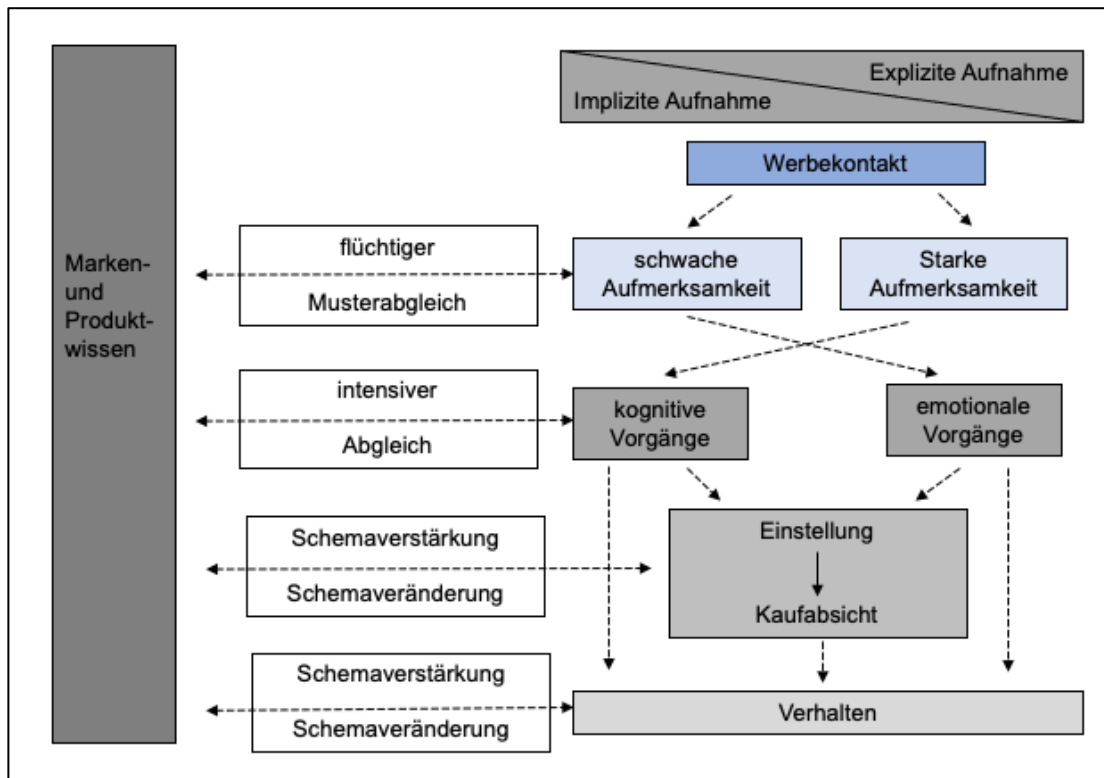 Explizite Aufnahme
Implizite Aufnahme
Werbekontakt
Marken-
und
Produkt-
wissen
flüchtiger
Musterabgleich
schwache
Aufmerksamkeit
Starke
Aufmerksamkeit
intensiver
Abgleich
kognitive
Vorgänge
emotionale
Vorgänge
Schemaverstärkung
Schemaveränderung
Einstellung
Kaufabsicht
Schemaverstärkung
Schemaveränderung
Verhalten